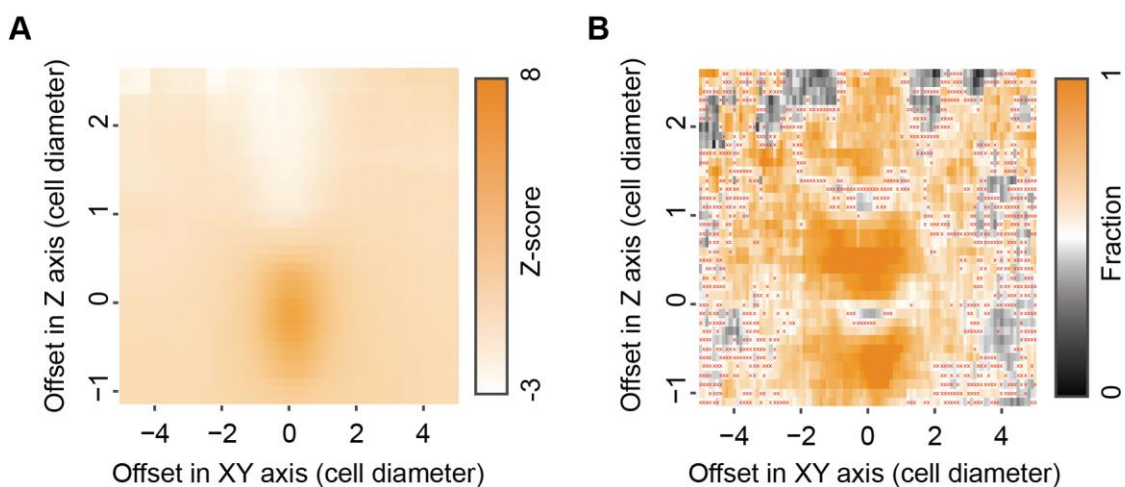 A
Offset in Z axis (cell diameter)
2
1
0
−1
−4
−2
0
2
4
Offset in XY axis (cell diameter)
8
Z-score
-3
B
Offset in Z axis (cell diameter)
2
1
0
−1
−4
−2
0
2
4
Offset in XY axis (cell diameter)
1
Fraction
0